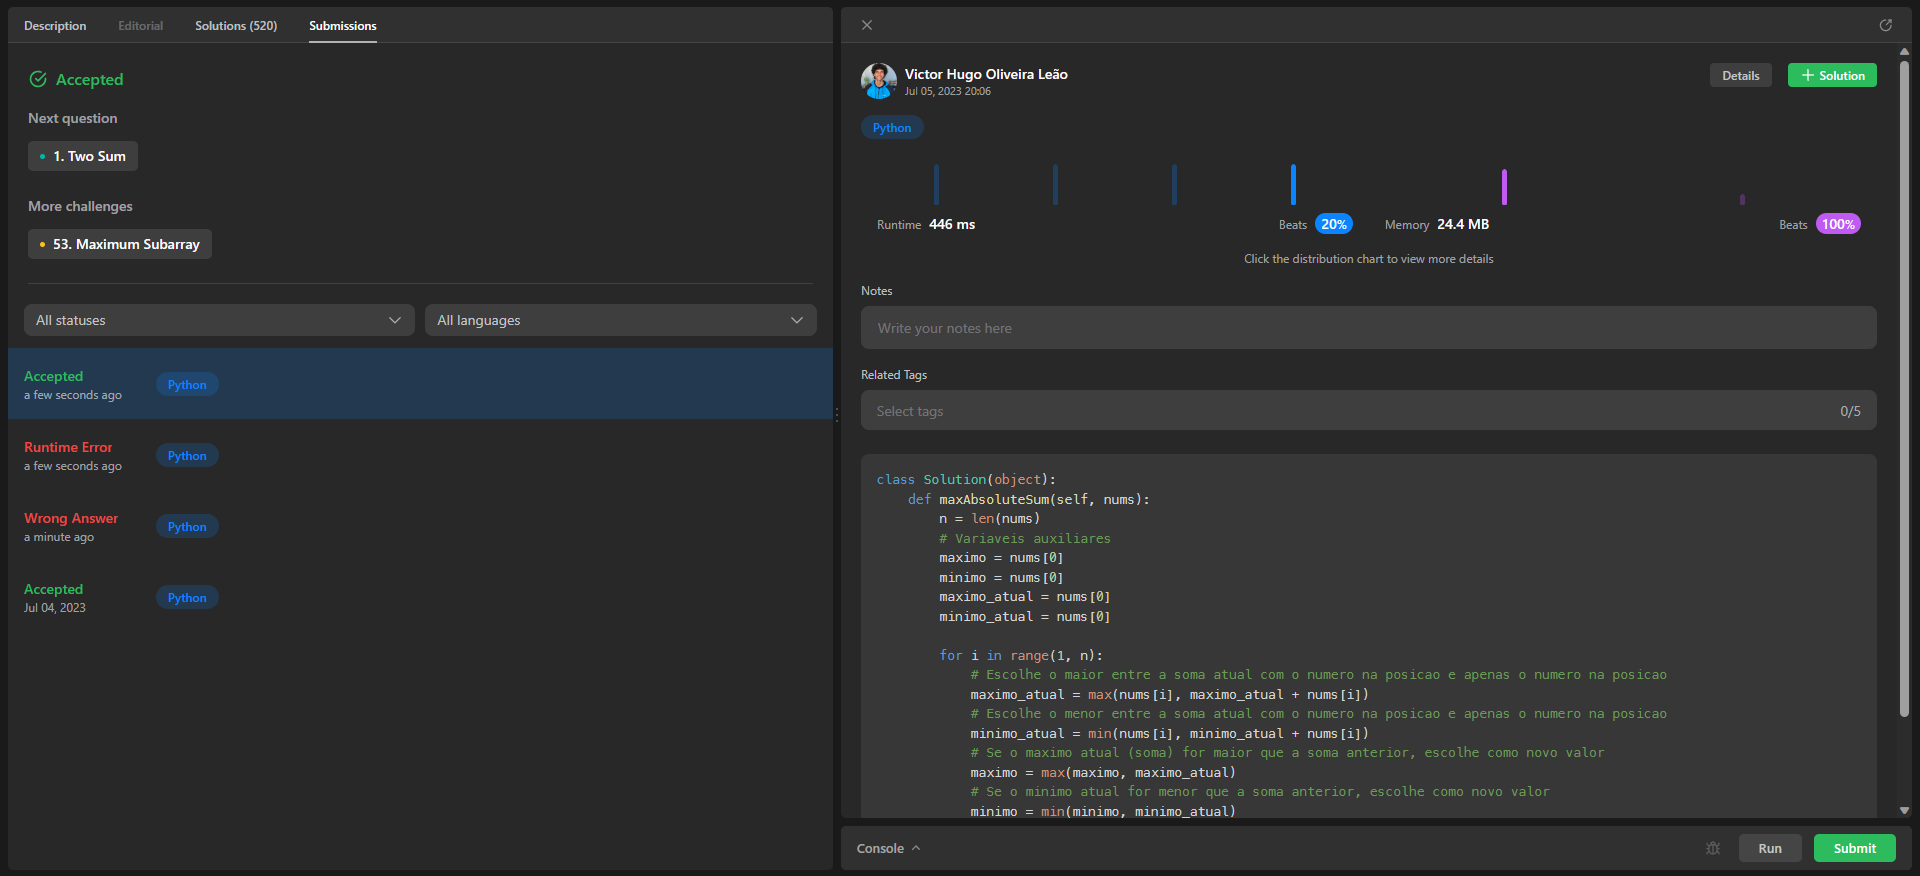 Description Editorial Solutions (520) Submissions
Accepted
Next question
1. Two Sum
More challenges
53. Maximum Subarray
All statuses All languages
Accepted Python
a few seconds ago
Runtime Error Python
a few seconds ago
Wrong Answer Python
a minute ago
Accepted Python
Jul 04, 2023
Victor Hugo Oliveira Leão
Jul 05, 2023 20:06
Details + Solution
Python
Runtime 446 ms Beats 20% Memory 24.4 MB Beats 100%
Click the distribution chart to view more details
Notes
Write your notes here
Related Tags
Select tags 0/5
class Solution(object):
    def maxAbsoluteSum(self, nums):
        n = len(nums)
        # Variaveis auxiliares
        maximo = nums[0]
        minimo = nums[0]
        maximo_atual = nums[0]
        minimo_atual = nums[0]
        for i in range(1, n):
            # Escolhe o maior entre a soma atual com o numero na posicao e apenas o numero na posicao
            maximo_atual = max(nums[i], maximo_atual + nums[i])
            # Escolhe o menor entre a soma atual com o numero na posicao e apenas o numero na posicao
            minimo_atual = min(nums[i], minimo_atual + nums[i])
            # Se o maximo atual (soma) for maior que a soma anterior, escolhe como novo valor
            maximo = max(maximo, maximo_atual)
            # Se o minimo atual for menor que a soma anterior, escolhe como novo valor
            minimo = min(minimo, minimo_atual)
Console Run Submit